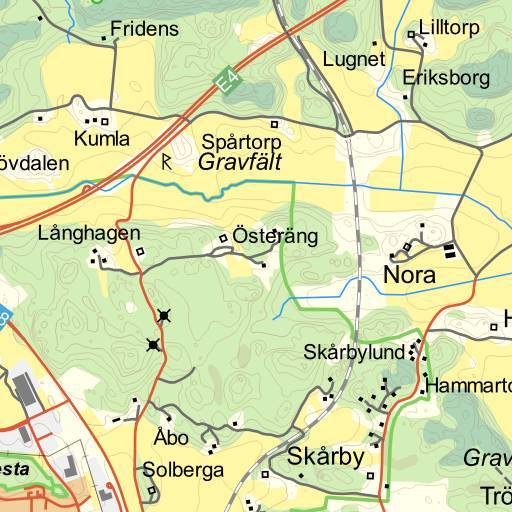 Fridens
Lilltorp
Lugnet
Eriksborg
E4
Kumla
Spårtorp
Gravfält
övdalen
R
Långhagen
Österäng
Nora
8
H
Skårbylund
Hammarto
Åbo
Solberga
Skårby
esta
Grav
Trö